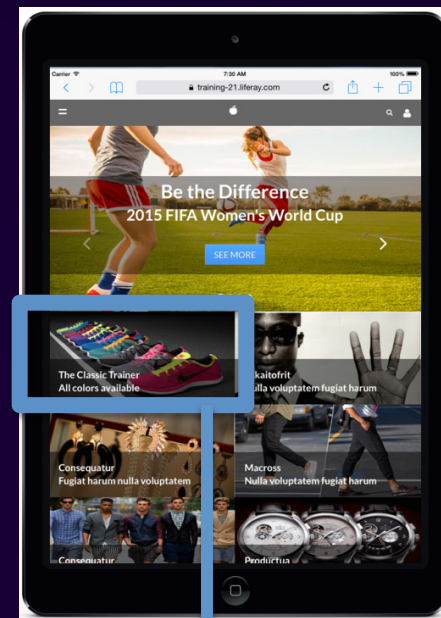 Carrier 7:30 AM 100%
training-21.liferay.com
Be the Difference
2015 FIFA Women's World Cup
SEE MORE
The Classic Trainer
All colors available
kaitofrit
ulla voluptatem fugiat harum
Consequatur
Fugiat harum nulla voluptatem
Macross
Nulla voluptatem fugiat harum
Consequatur
Productua